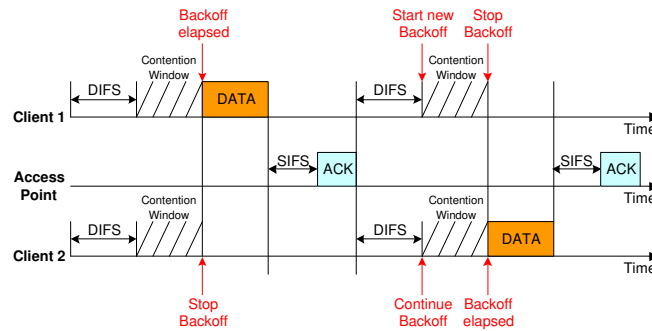 Backoff
elapsed
Start new
Backoff
Stop
Backoff
DIFS
Contention
Window
DATA
DIFS
Contention
Window
Client 1
Time
SIFS
ACK
SIFS
ACK
Access
Point
Time
DIFS
Contention
Window
DIFS
Contention
Window
DATA
Client 2
Time
Stop
Backoff
Continue
Backoff
Backoff
elapsed